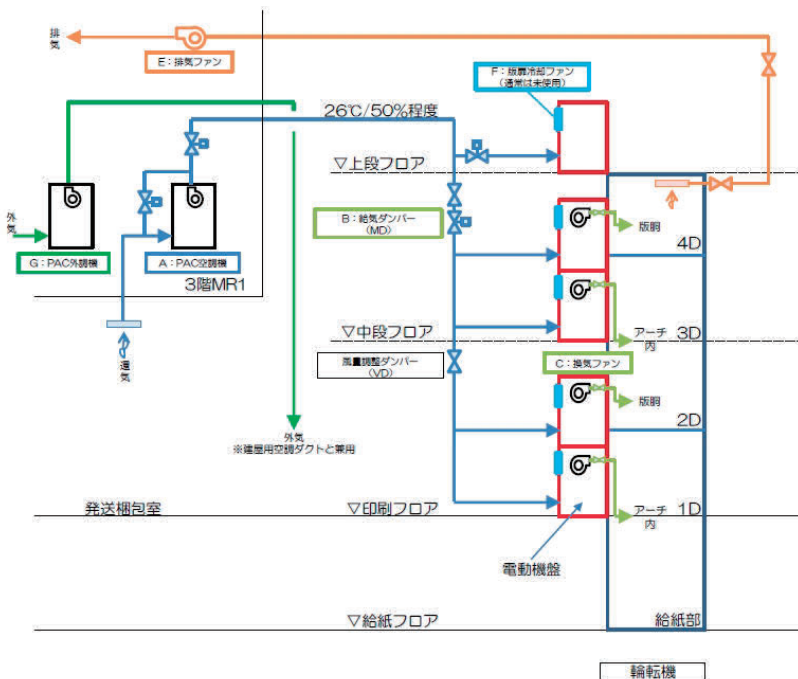 排気
E：排気ファン
F：版扉冷却ファン
（通常は未使用）
26℃/50%程度
▽上段フロア
外気
G：PAC外調機
A：PAC空調機
3階MR1
B：給気ダンパー
（MD）
版胴
4D
還気
▽中段フロア
アーチ内
3D
風量調整ダンパー
（VD）
C：換気ファン
版胴
2D
外気
※建屋用空調ダクトと兼用
発送梱包室
▽印刷フロア
アーチ内
1D
電動機盤
▽給紙フロア
給紙部
輪転機